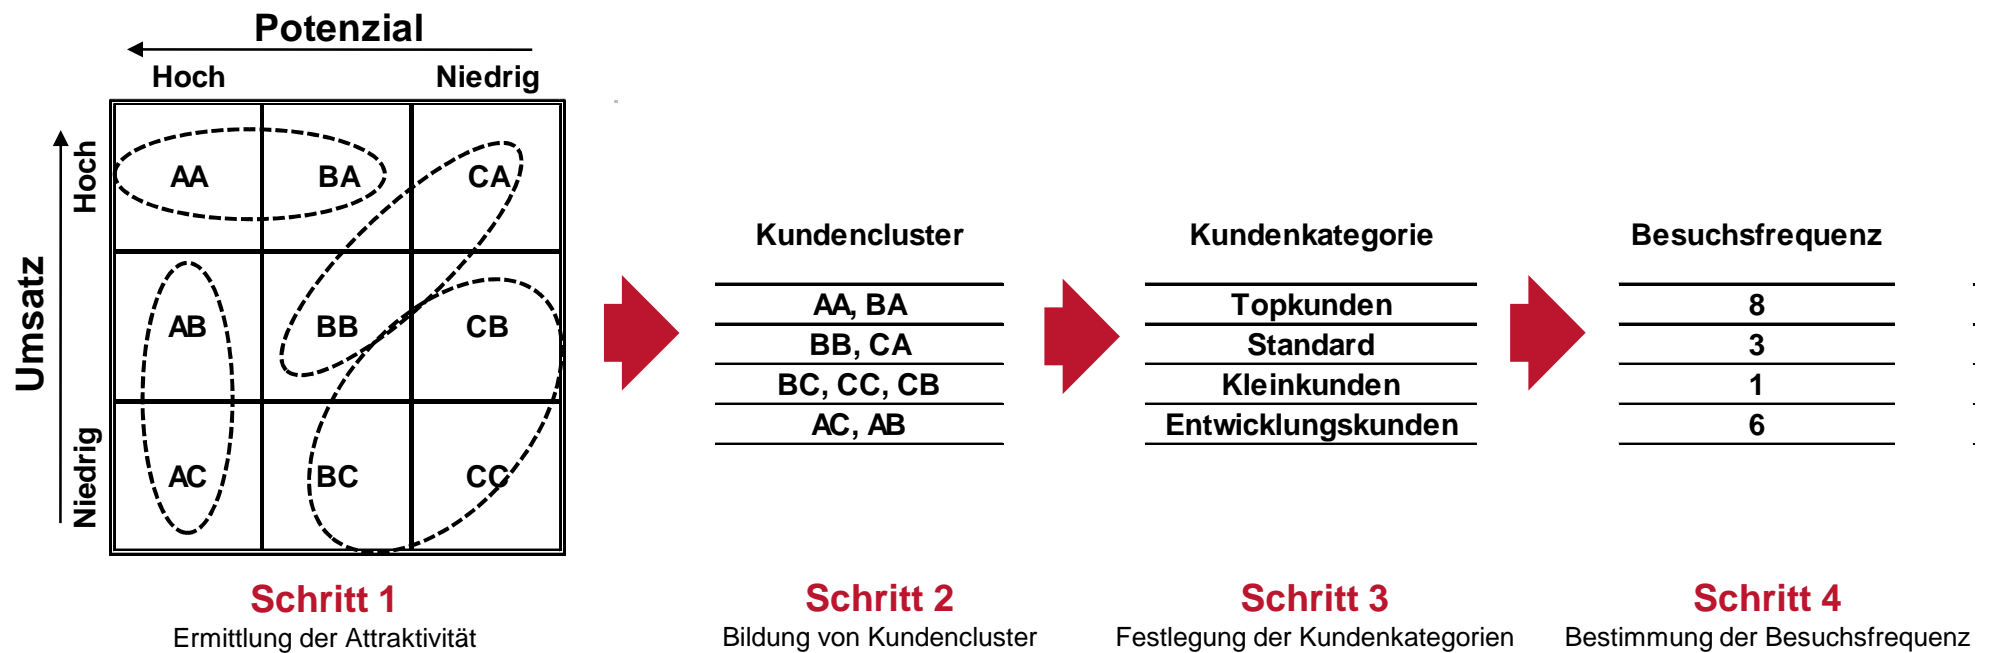 Potenzial
Hoch Niedrig
Umsatz
Hoch
Niedrig
AA BA CA
AB BB CB
AC BC CC
Kundencluster
AA, BA
BB, CA
BC, CC, CB
AC, AB
Kundenkategorie
Topkunden
Standard
Kleinkunden
Entwicklungskunden
Besuchsfrequenz
8
3
1
6
Schritt 1
Ermittlung der Attraktivität
Schritt 2
Bildung von Kundencluster
Schritt 3
Festlegung der Kundenkategorien
Schritt 4
Bestimmung der Besuchsfrequenz